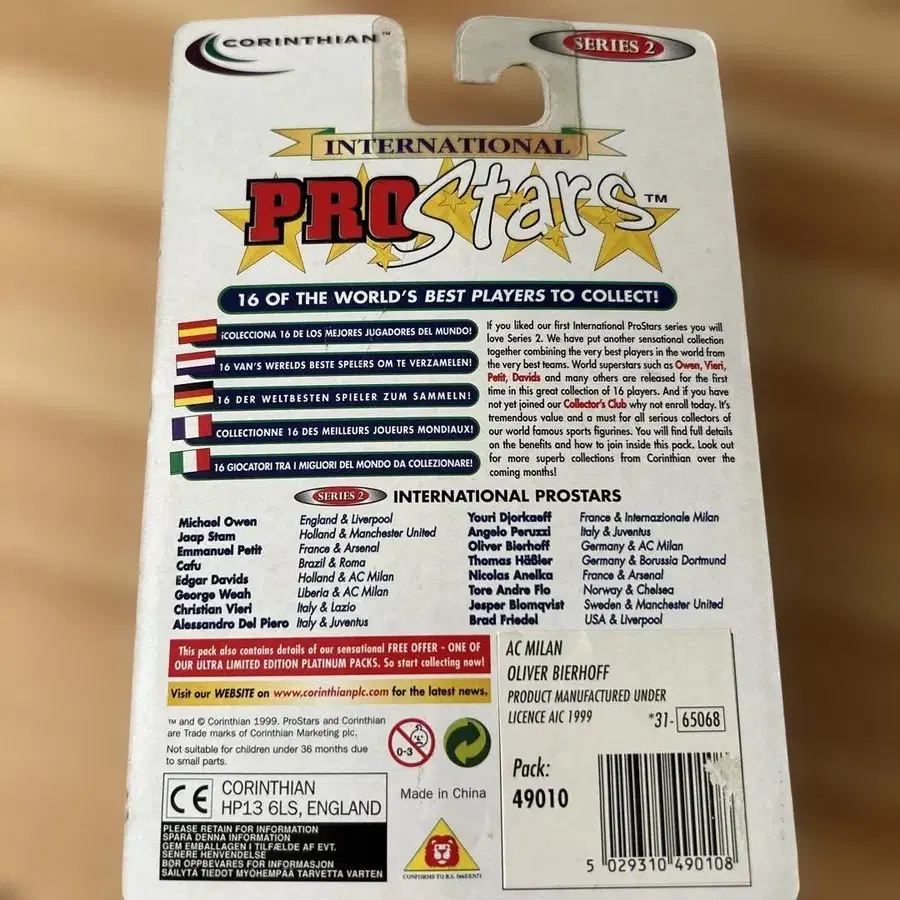 CORINTHIAN™
SERIES 2
INTERNATIONAL
PROStars™
16 OF THE WORLD'S BEST PLAYERS TO COLLECT!
¡COLECCIONA 16 DE LOS MEJORES JUGADORES DEL MUNDO!
16 VAN'S WERELDS BESTE SPELERS OM TE VERZAMELEN!
16 DER WELTBESTEN SPIELER ZUM SAMMELN!
COLLECTIONNE 16 DES MEILLEURS JOUEURS MONDIAUX!
16 GIOCATORI TRA I MIGLIORI DEL MONDO DA COLLEZIONARE!
If you liked our first International ProStars series you will
love Series 2. We have put another sensational collection
together combining the very best players in the world from
the very best teams. World superstars such as Owen, Vieri,
Petit, Davids and many others are released for the first
time in this great collection of 16 players. And if you have
not yet joined our Collector's Club why not enroll today. It's
tremendous value and a must for all serious collectors of
our world famous sports figurines. You will find full details
on the benefits and how to join inside this pack. Look out
for more superb collections from Corinthian over the
coming months!
SERIES 2 INTERNATIONAL PROSTARS
Michael Owen England & Liverpool
Jaap Stam Holland & Manchester United
Emmanuel Petit France & Arsenal
Cafu Brazil & Roma
Edgar Davids Holland & AC Milan
George Weah Liberia & AC Milan
Christian Vieri Italy & Lazio
Alessandro Del Piero Italy & Juventus
Youri Djorkaeff France & Internazionale Milan
Angelo Peruzzi Italy & Juventus
Oliver Bierhoff Germany & AC Milan
Thomas Häßler Germany & Borussia Dortmund
Nicolas Anelka France & Arsenal
Tore Andre Flo Norway & Chelsea
Jesper Blomqvist Sweden & Manchester United
Brad Friedel USA & Liverpool
This pack also contains details of our sensational FREE OFFER - ONE OF
OUR ULTRA LIMITED EDITION PLATINUM PACKS. So start collecting now!
Visit our WEBSITE on www.corinthianplc.com for the latest news.
™ and © Corinthian 1999. ProStars and Corinthian
are Trade marks of Corinthian Marketing plc.
Not suitable for children under 36 months due
to small parts.
0-3
CE CORINTHIAN
HP13 6LS, ENGLAND
Made in China
PLEASE RETAIN FOR INFORMATION
SPARA DENNA INFORMATION
GEM EMBALLAGEN I TILFÆLDE AF EVT.
SENERE HENVENDELSE
BØR OPPBEVARES FOR INFORMASJON
SÄILYTÄ TIEDOT MYÖHEMPÄÄ TARVETTA VARTEN
CONFORMS TO B.S. 5665/EN71
AC MILAN
OLIVER BIERHOFF
PRODUCT MANUFACTURED UNDER
LICENCE AIC 1999
*31- 65068
Pack:
49010
5 029310 490108